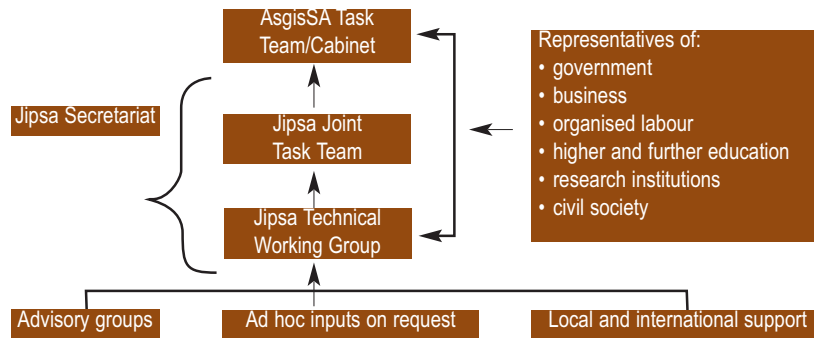 AsgisSA Task
Team/Cabinet
Representatives of:
• government
• business
• organised labour
• higher and further education
• research institutions
• civil society
Jipsa Secretariat
Jipsa Joint
Task Team
Jipsa Technical
Working Group
Advisory groups
Ad hoc inputs on request
Local and international support